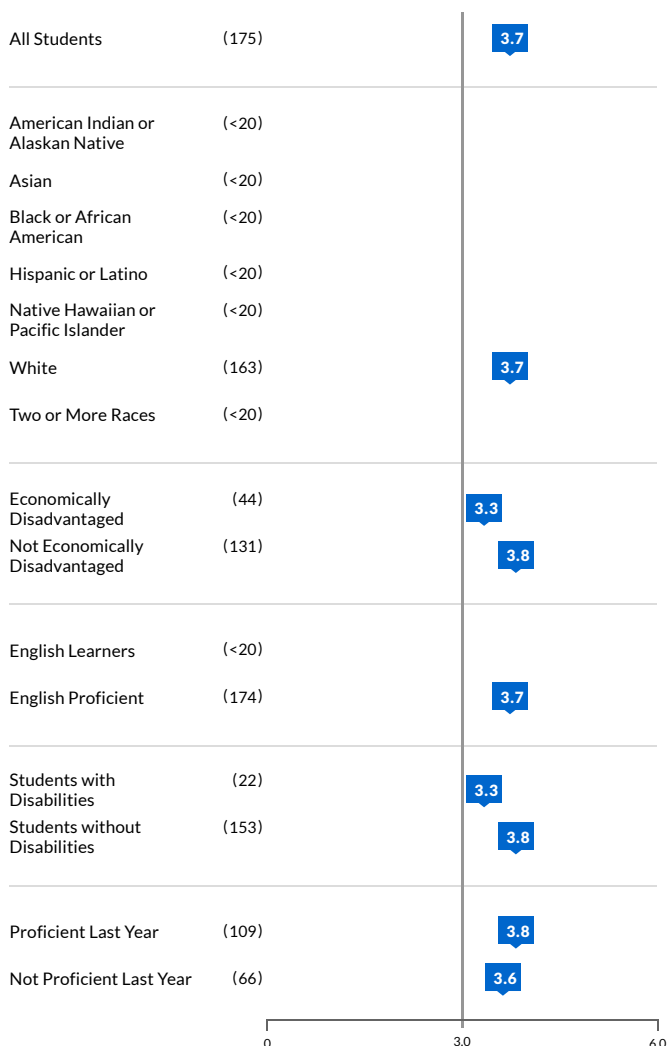 All Students (175) 3.7
American Indian or (<20)
Alaskan Native
Asian (<20)
Black or African (<20)
American
Hispanic or Latino (<20)
Native Hawaiian or (<20)
Pacific Islander
White (163) 3.7
Two or More Races (<20)
Economically (44) 3.3
Disadvantaged
Not Economically (131) 3.8
Disadvantaged
English Learners (<20)
English Proficient (174) 3.7
Students with (22) 3.3
Disabilities
Students without (153) 3.8
Disabilities
Proficient Last Year (109) 3.8
Not Proficient Last Year (66) 3.6
0 3.0 6.0